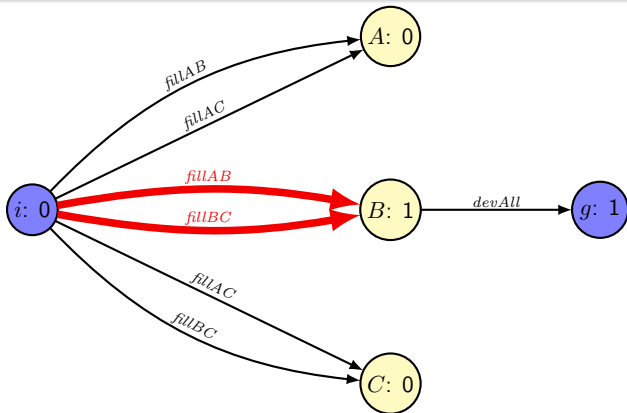 A: 0
fillAB
fillAC
fillAB
i: 0
B: 1
devAll
g: 1
fillBC
fillAC
fillBC
C: 0